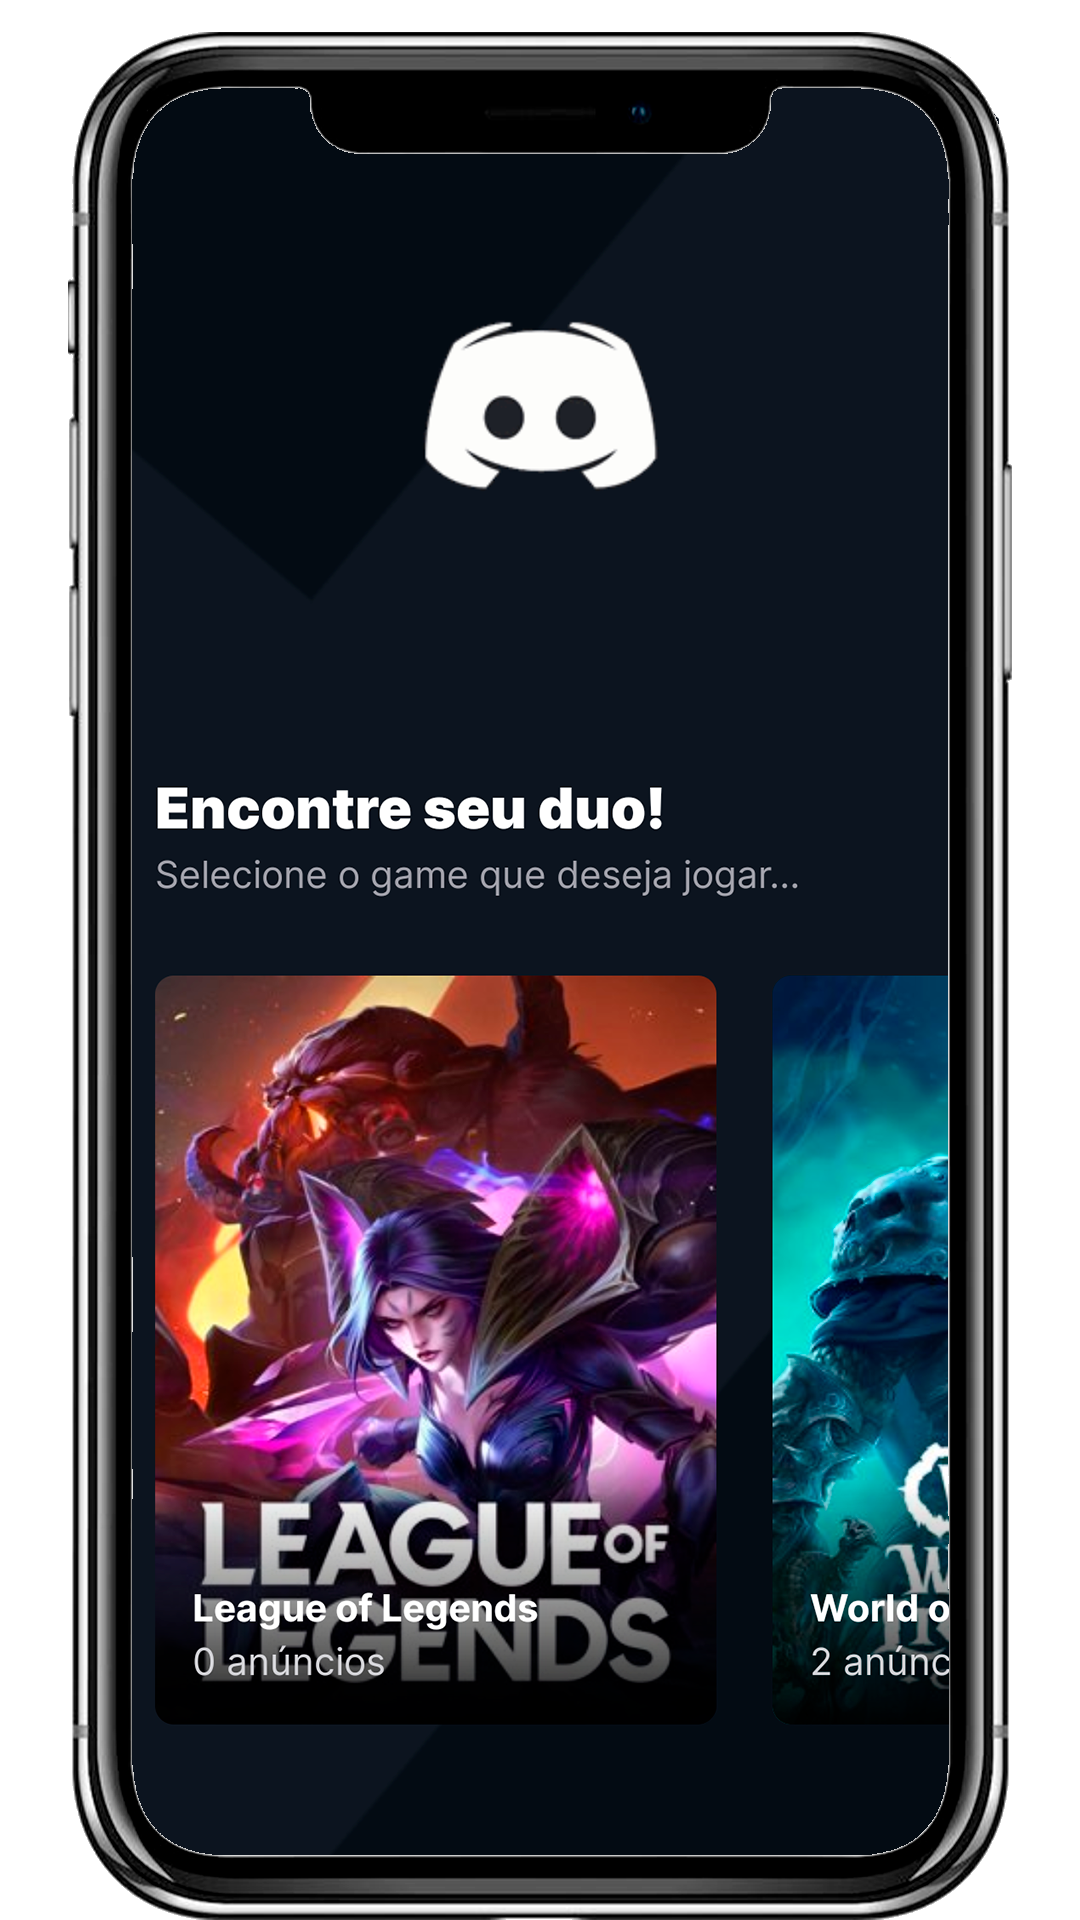 Encontre seu duo!
Selecione o game que deseja jogar...
LEAGUE OF
LEGENDS
League of Legends
0 anúncios
World o
2 anúnc